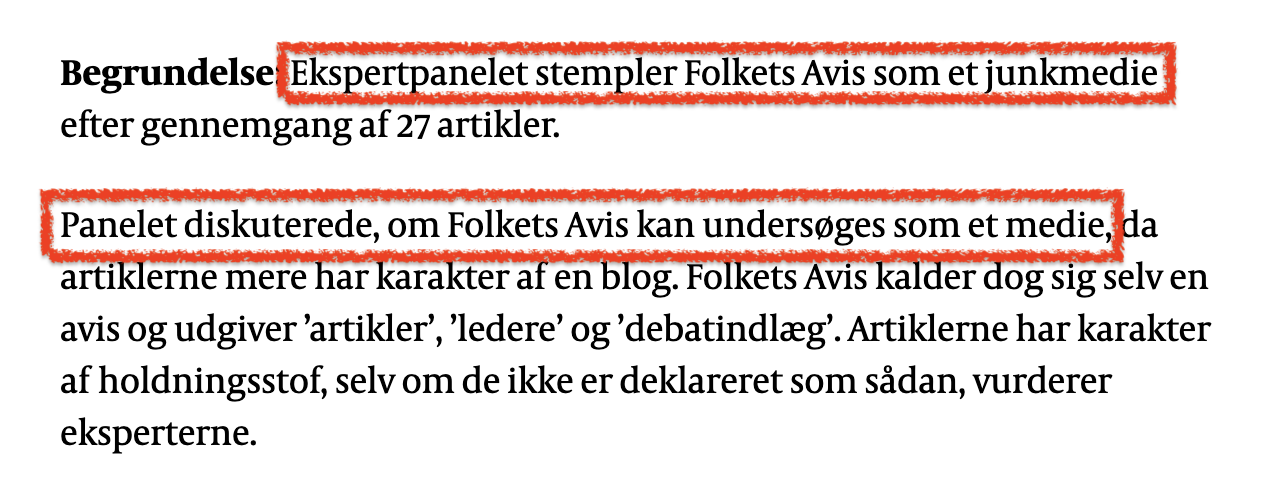 Begrundelse: Ekspertpanelet stempler Folkets Avis som et junkmedie
efter gennemgang af 27 artikler.
Panelet diskuterede, om Folkets Avis kan undersøges som et medie, da
artiklerne mere har karakter af en blog. Folkets Avis kalder dog sig selv en
avis og udgiver ’artikler’, ’ledere’ og ’debatindlæg’. Artiklerne har karakter
af holdningsstof, selv om de ikke er deklareret som sådan, vurderer
eksperterne.